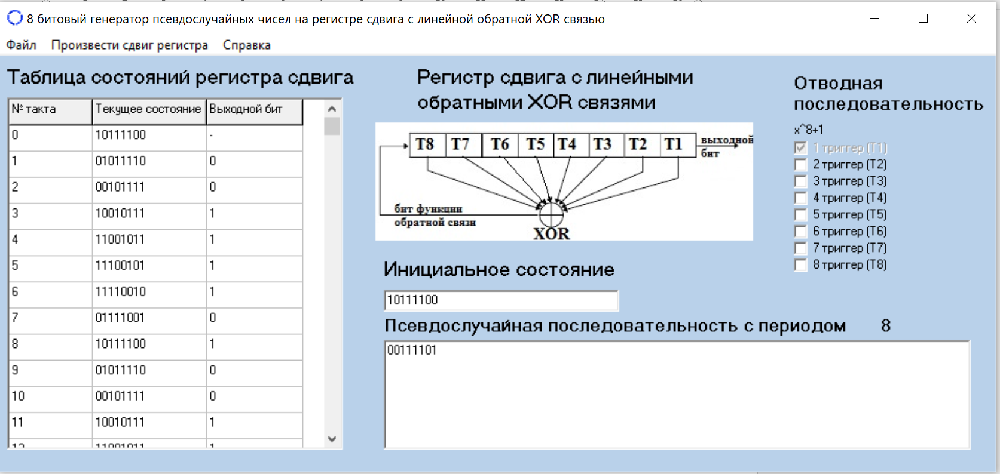 8 битовый генератор псевдослучайных чисел на регистре сдвига с линейной обратной XOR связью
Файл Произвести сдвиг регистра Справка
Таблица состояний регистра сдвига
№ такта Текущее состояние Выходной бит
0 10111100 -
1 01011110 0
2 00101111 0
3 10010111 1
4 11001011 1
5 11100101 1
6 11110010 1
7 01111001 0
8 10111100 1
9 01011110 0
10 00101111 0
11 10010111 1
12 11001011 1
Регистр сдвига с линейными
обратными XOR связями
T8 T7 T6 T5 T4 T3 T2 T1
выходной
бит
бит функции
обратной связи
XOR
Инициальное состояние
10111100
Псевдослучайная последовательность с периодом 8
00111101
Отводная
последовательность
x^8+1
1 триггер (T1)
2 триггер (T2)
3 триггер (T3)
4 триггер (T4)
5 триггер (T5)
6 триггер (T6)
7 триггер (T7)
8 триггер (T8)